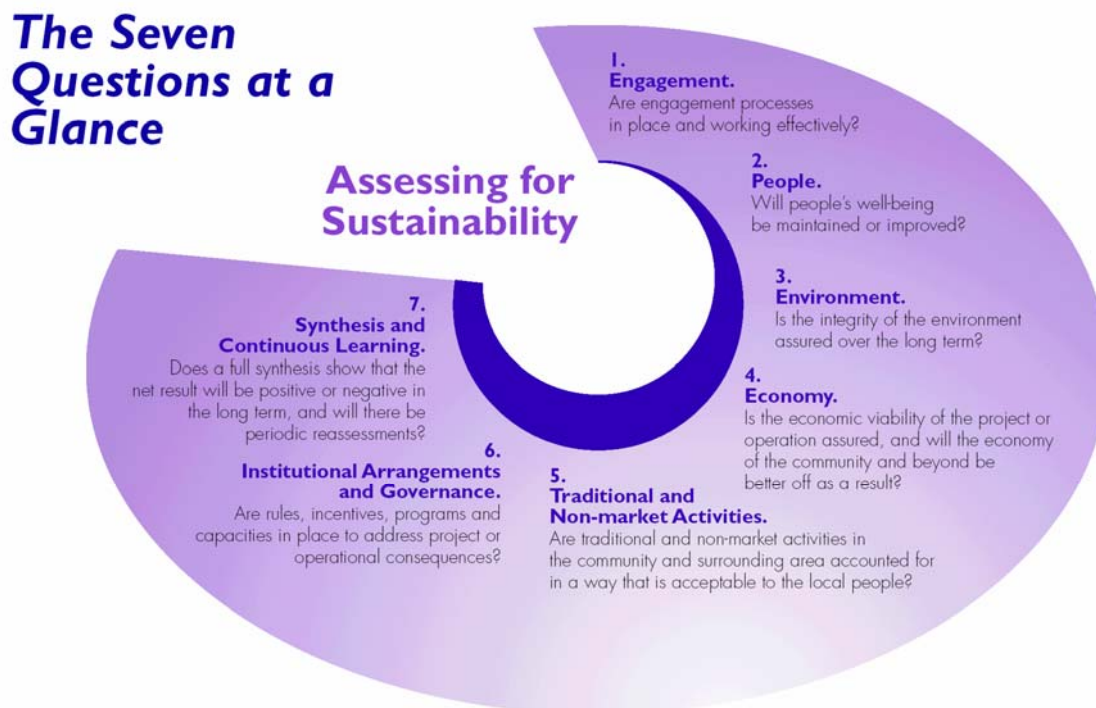 The Seven
Questions at a
Glance
Assessing for
Sustainability
1.
Engagement.
Are engagement processes
in place and working effectively?
2.
People.
Will people's well-being
be maintained or improved?
3.
Environment.
Is the integrity of the environment
assured over the long term?
4.
Economy.
Is the economic viability of the project or
operation assured, and will the economy
of the community and beyond be
better off as a result?
5.
Traditional and
Non-market Activities.
Are traditional and non-market activities in
the community and surrounding area accounted for
in a way that is acceptable to the local people?
6.
Institutional Arrangements
and Governance.
Are rules, incentives, programs and
capacities in place to address project or
operational consequences?
7.
Synthesis and
Continuous Learning.
Does a full synthesis show that the
net result will be positive or negative in
the long term, and will there be
periodic reassessments?